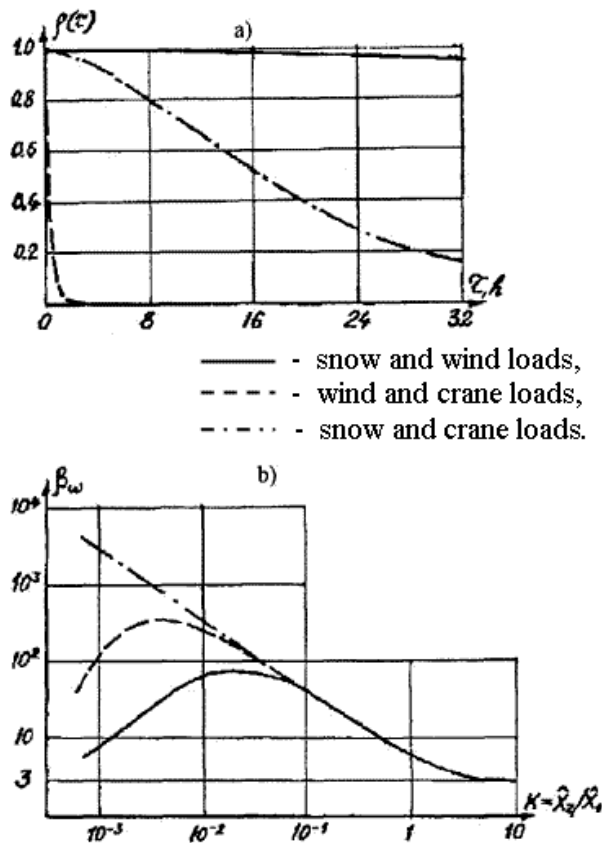 ρ(τ) a)
1.0
0.8
0.6
0.4
0.2
τ, h
0 8 16 24 32
- snow and wind loads,
- wind and crane loads,
- snow and crane loads.
βω b)
10⁴
10³
10²
10
3
10⁻³ 10⁻² 10⁻¹ 1 10